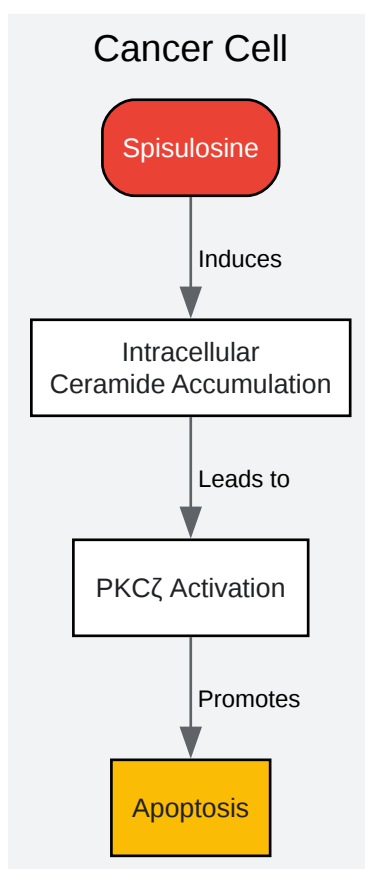 Cancer Cell
Spisulosine
Induces
Intracellular
Ceramide Accumulation
Leads to
PKCζ Activation
Promotes
Apoptosis